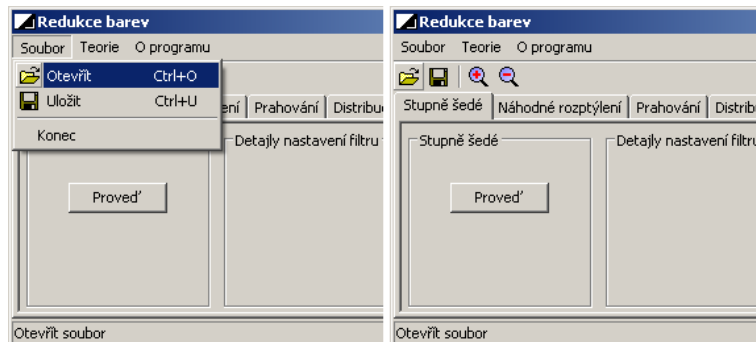 Redukce barev
Soubor Teorie O programu
Otevřít Ctrl+O
Uložit Ctrl+U
Konec
ení Prahování Distribu
Detajly nastavení filtru
Proveď
Otevřít soubor
Redukce barev
Soubor Teorie O programu
Stupně šedé Náhodné rozptýlení Prahování Distrib
Stupně šedé Detajly nastavení filtru
Proveď
Otevřít soubor